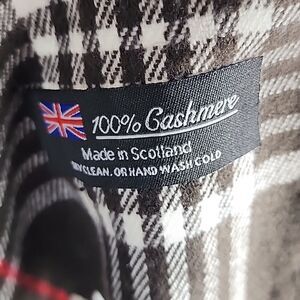 100% Cashmere
Made in Scotland
DRY CLEAN. OR HAND WASH COLD